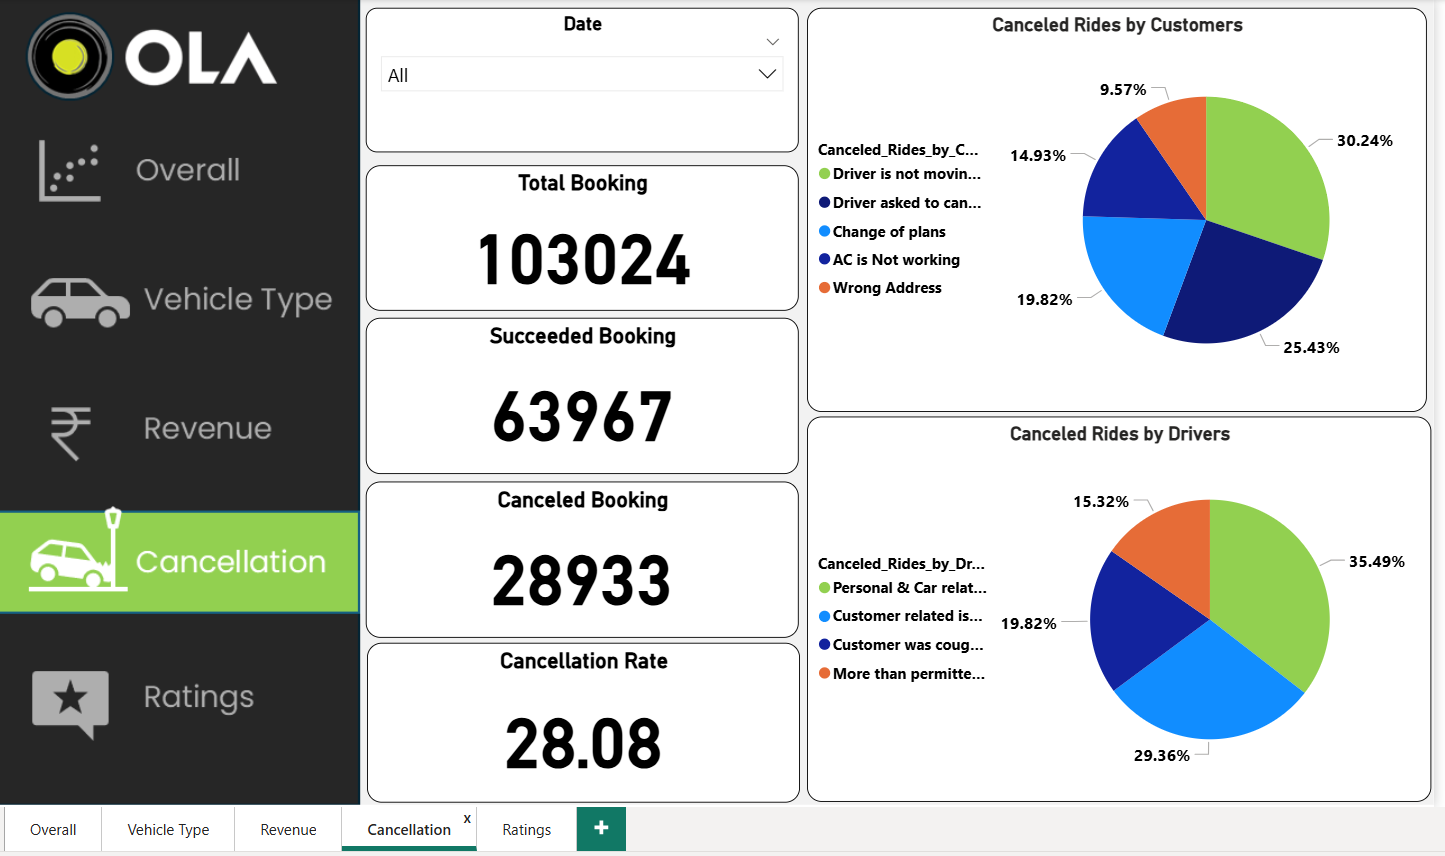 OLA
Overall
Vehicle Type
Revenue
Cancellation
Ratings
Date
All
Total Booking
103024
Succeeded Booking
63967
Canceled Booking
28933
Cancellation Rate
28.08
Canceled Rides by Customers
Canceled_Rides_by_C...
Driver is not movin...
Driver asked to can...
Change of plans
AC is Not working
Wrong Address
9.57%
30.24%
14.93%
19.82%
25.43%
Canceled Rides by Drivers
Canceled_Rides_by_Dr...
Personal & Car relat...
Customer related is...
Customer was coug...
More than permitte...
15.32%
35.49%
19.82%
29.36%
Overall
Vehicle Type
Revenue
Cancellation
x
Ratings
+